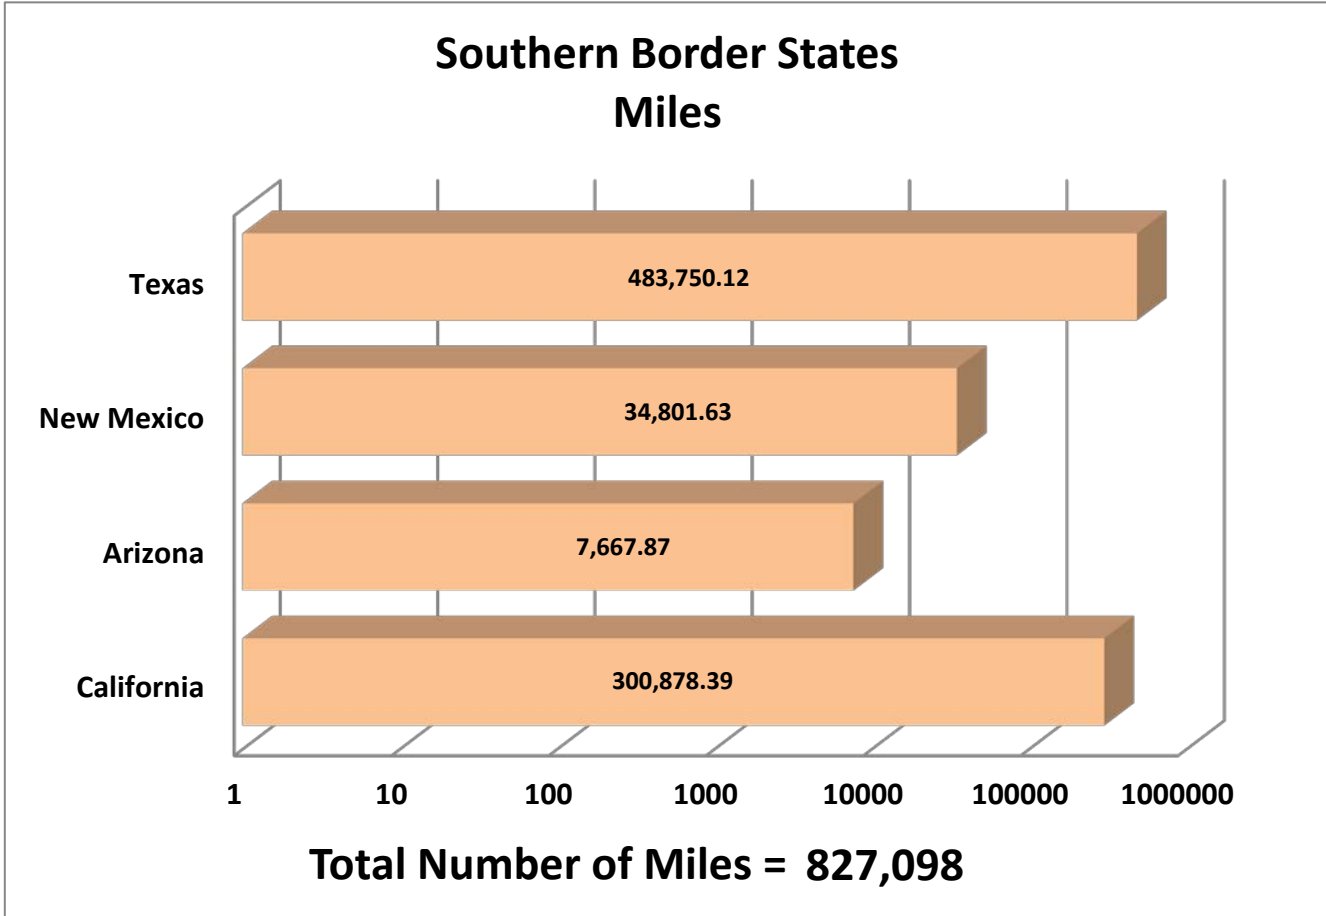 Southern Border States
Miles
Texas
483,750.12
New Mexico
34,801.63
Arizona
7,667.87
California
300,878.39
1 10 100 1000 10000 100000 1000000
Total Number of Miles = 827,098